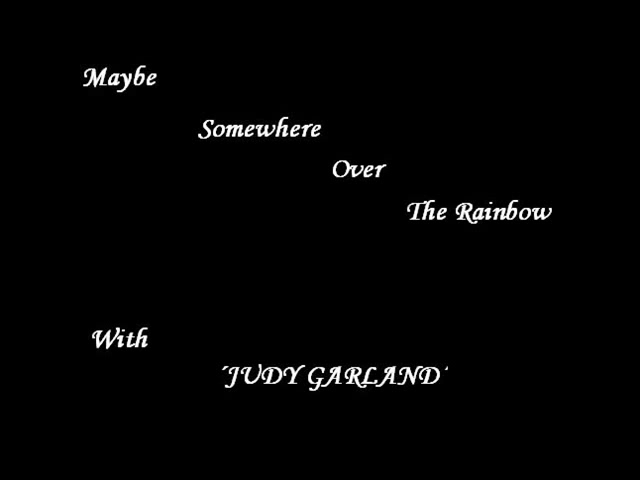 Maybe
Somewhere
Over
The Rainbow
With
´JUDY GARLAND´